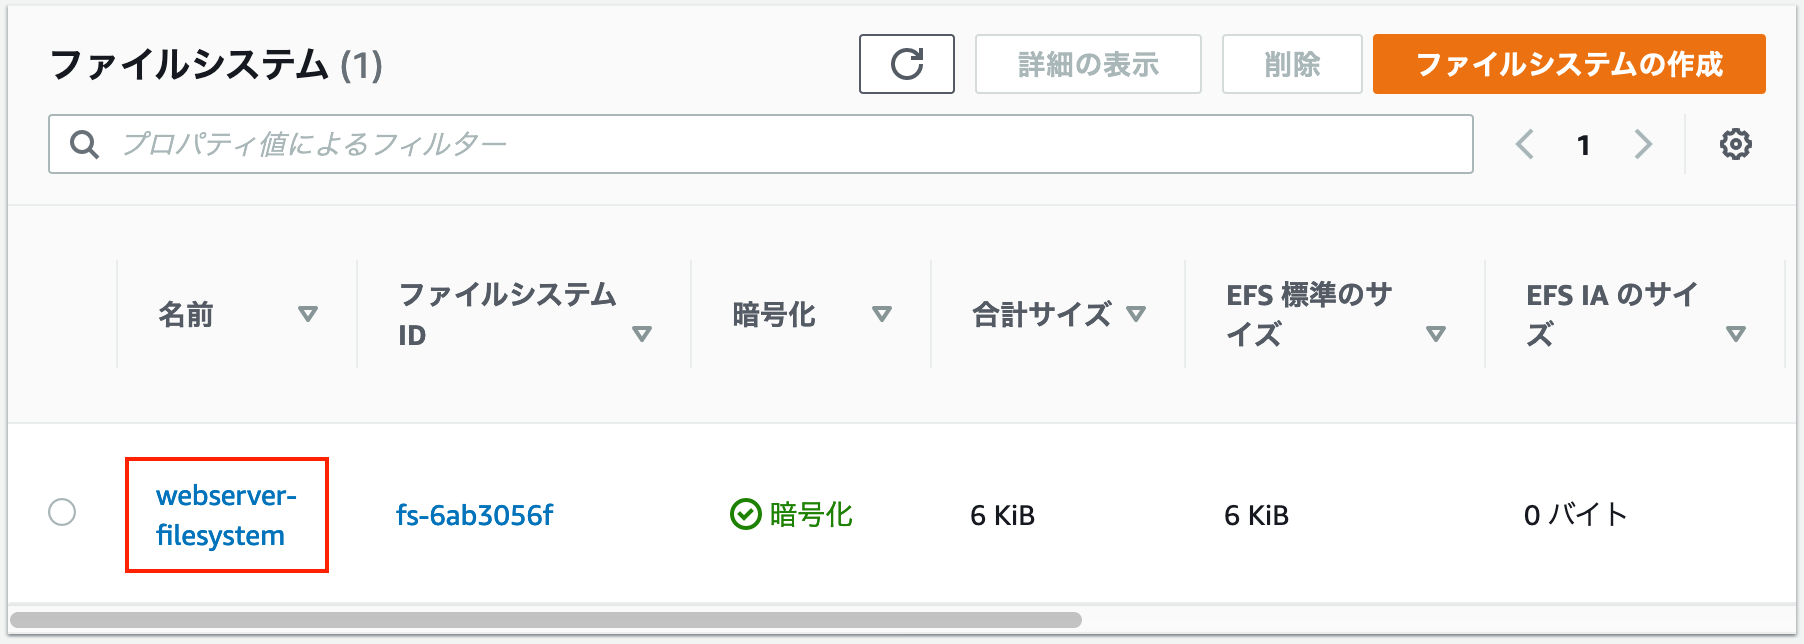 ファイルシステム (1)
詳細の表示
削除
ファイルシステムの作成
プロパティ値によるフィルター
1
名前
ファイルシステム
ID
暗号化
合計サイズ
EFS 標準のサ
イズ
EFS IA のサイ
ズ
webserver-
filesystem
fs-6ab3056f
暗号化
6 KiB
6 KiB
0 バイト